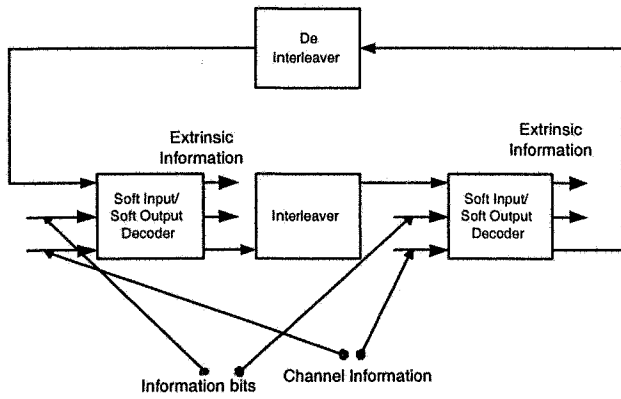 De
Interleaver
Extrinsic
Information
Extrinsic
Information
Soft Input/
Soft Output
Decoder
Interleaver
Soft Input/
Soft Output
Decoder
Information bits
Channel Information